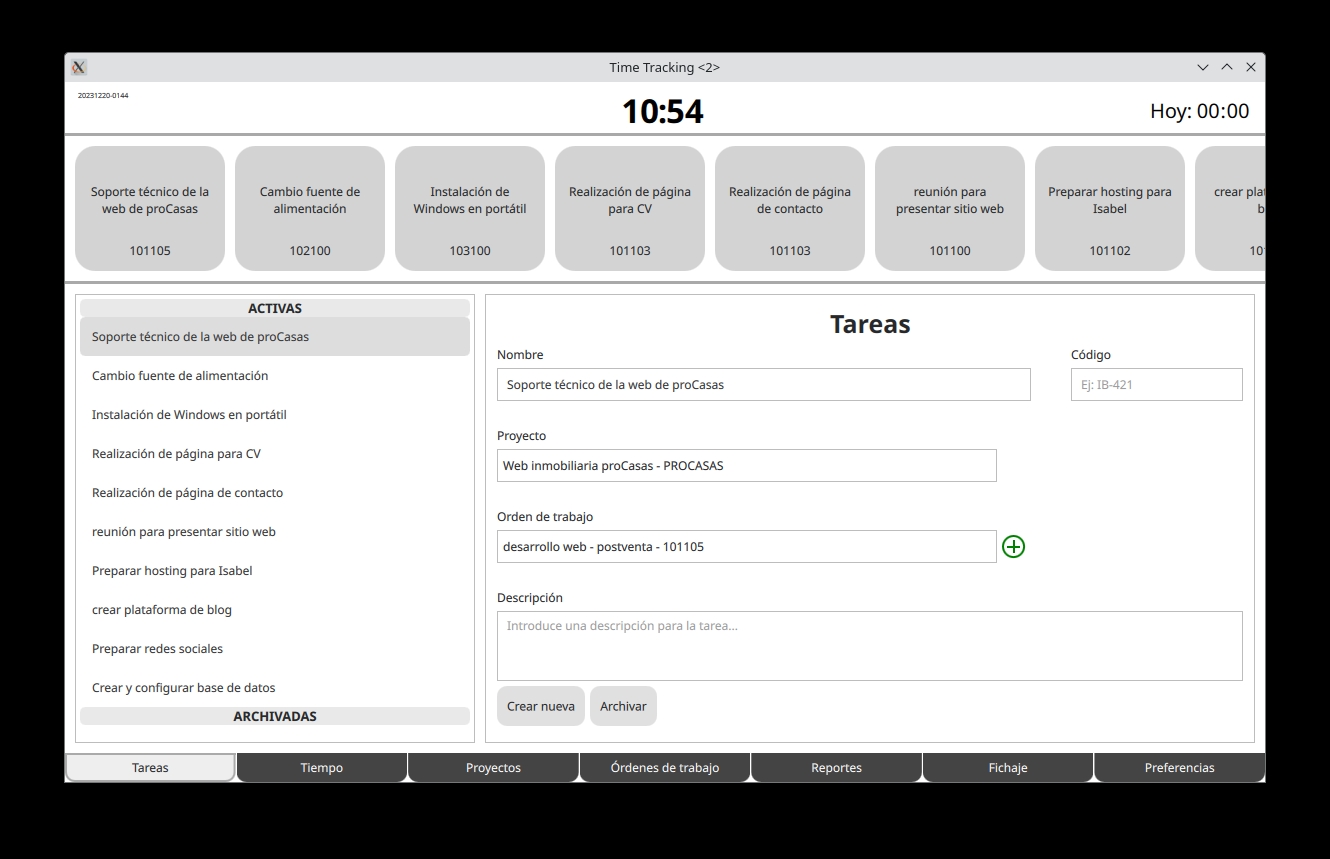 Time Tracking <2>
20231220-0144
10:54
Hoy: 00:00
Soporte técnico de la
web de proCasas
101105
Cambio fuente de
alimentación
102100
Instalación de
Windows en portátil
103100
Realización de página
para CV
101103
Realización de página
de contacto
101103
reunión para
presentar sitio web
101100
Preparar hosting para
Isabel
101102
crear plat
b
10
ACTIVAS
Soporte técnico de la web de proCasas
Cambio fuente de alimentación
Instalación de Windows en portátil
Realización de página para CV
Realización de página de contacto
reunión para presentar sitio web
Preparar hosting para Isabel
crear plataforma de blog
Preparar redes sociales
Crear y configurar base de datos
ARCHIVADAS
Tareas
Nombre
Soporte técnico de la web de proCasas
Código
Ej: IB-421
Proyecto
Web inmobiliaria proCasas - PROCASAS
Orden de trabajo
desarrollo web - postventa - 101105
Descripción
Introduce una descripción para la tarea...
Crear nueva
Archivar
Tareas
Tiempo
Proyectos
Órdenes de trabajo
Reportes
Fichaje
Preferencias